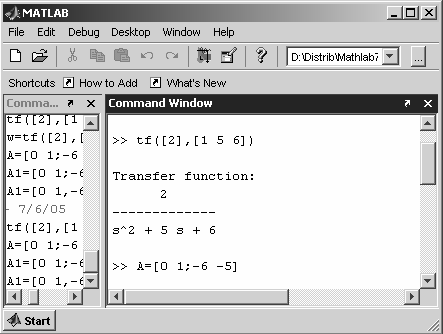 MATLAB
File Edit Debug Desktop Window Help
D:\Distrib\Mathlab7
...
Shortcuts How to Add What's New
Comma...
tf([2],[1
w=tf([2],[
A=[0 1;-6
A1=[0 1;-6
A1=[0 1,-6
- 7/6/05
tf([2],[1
A=[0 1;-6
A1=[0 1;-6
A1=[0 1,-6
Command Window
>> tf([2],[1 5 6])
Transfer function:
2
-------------
s^2 + 5 s + 6
>> A=[0 1;-6 -5]
Start